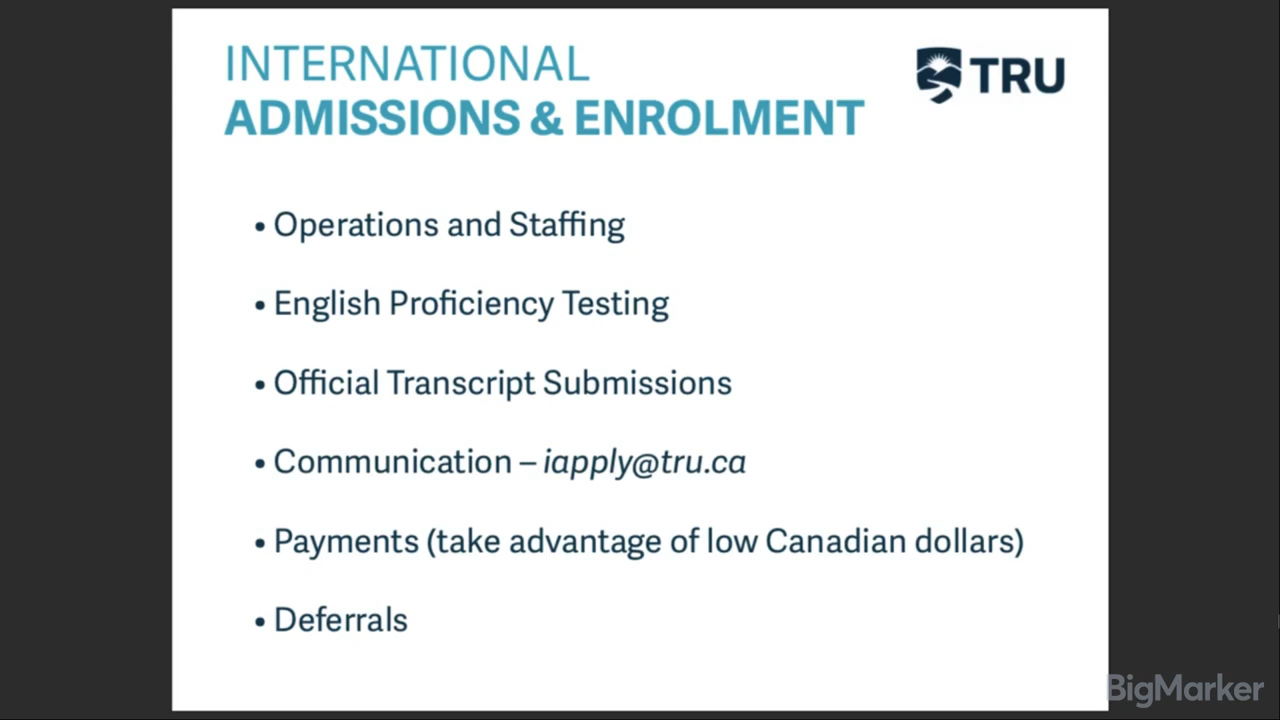 INTERNATIONAL
ADMISSIONS & ENROLMENT
TRU
• Operations and Staffing
• English Proficiency Testing
• Official Transcript Submissions
• Communication – iapply@tru.ca
• Payments (take advantage of low Canadian dollars)
• Deferrals
BigMarker